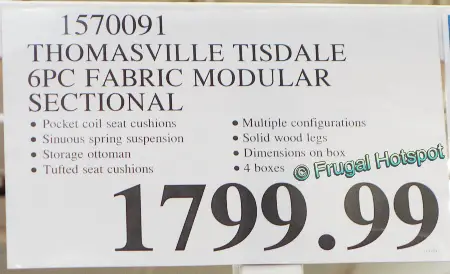 1570091
THOMASVILLE TISDALE
6PC FABRIC MODULAR
SECTIONAL
• Pocket coil seat cushions
• Sinuous spring suspension
• Storage ottoman
• Tufted seat cushions
• Multiple configurations
• Solid wood legs
• Dimensions on box
• 4 boxes
© Frugal Hotspot
1799.99